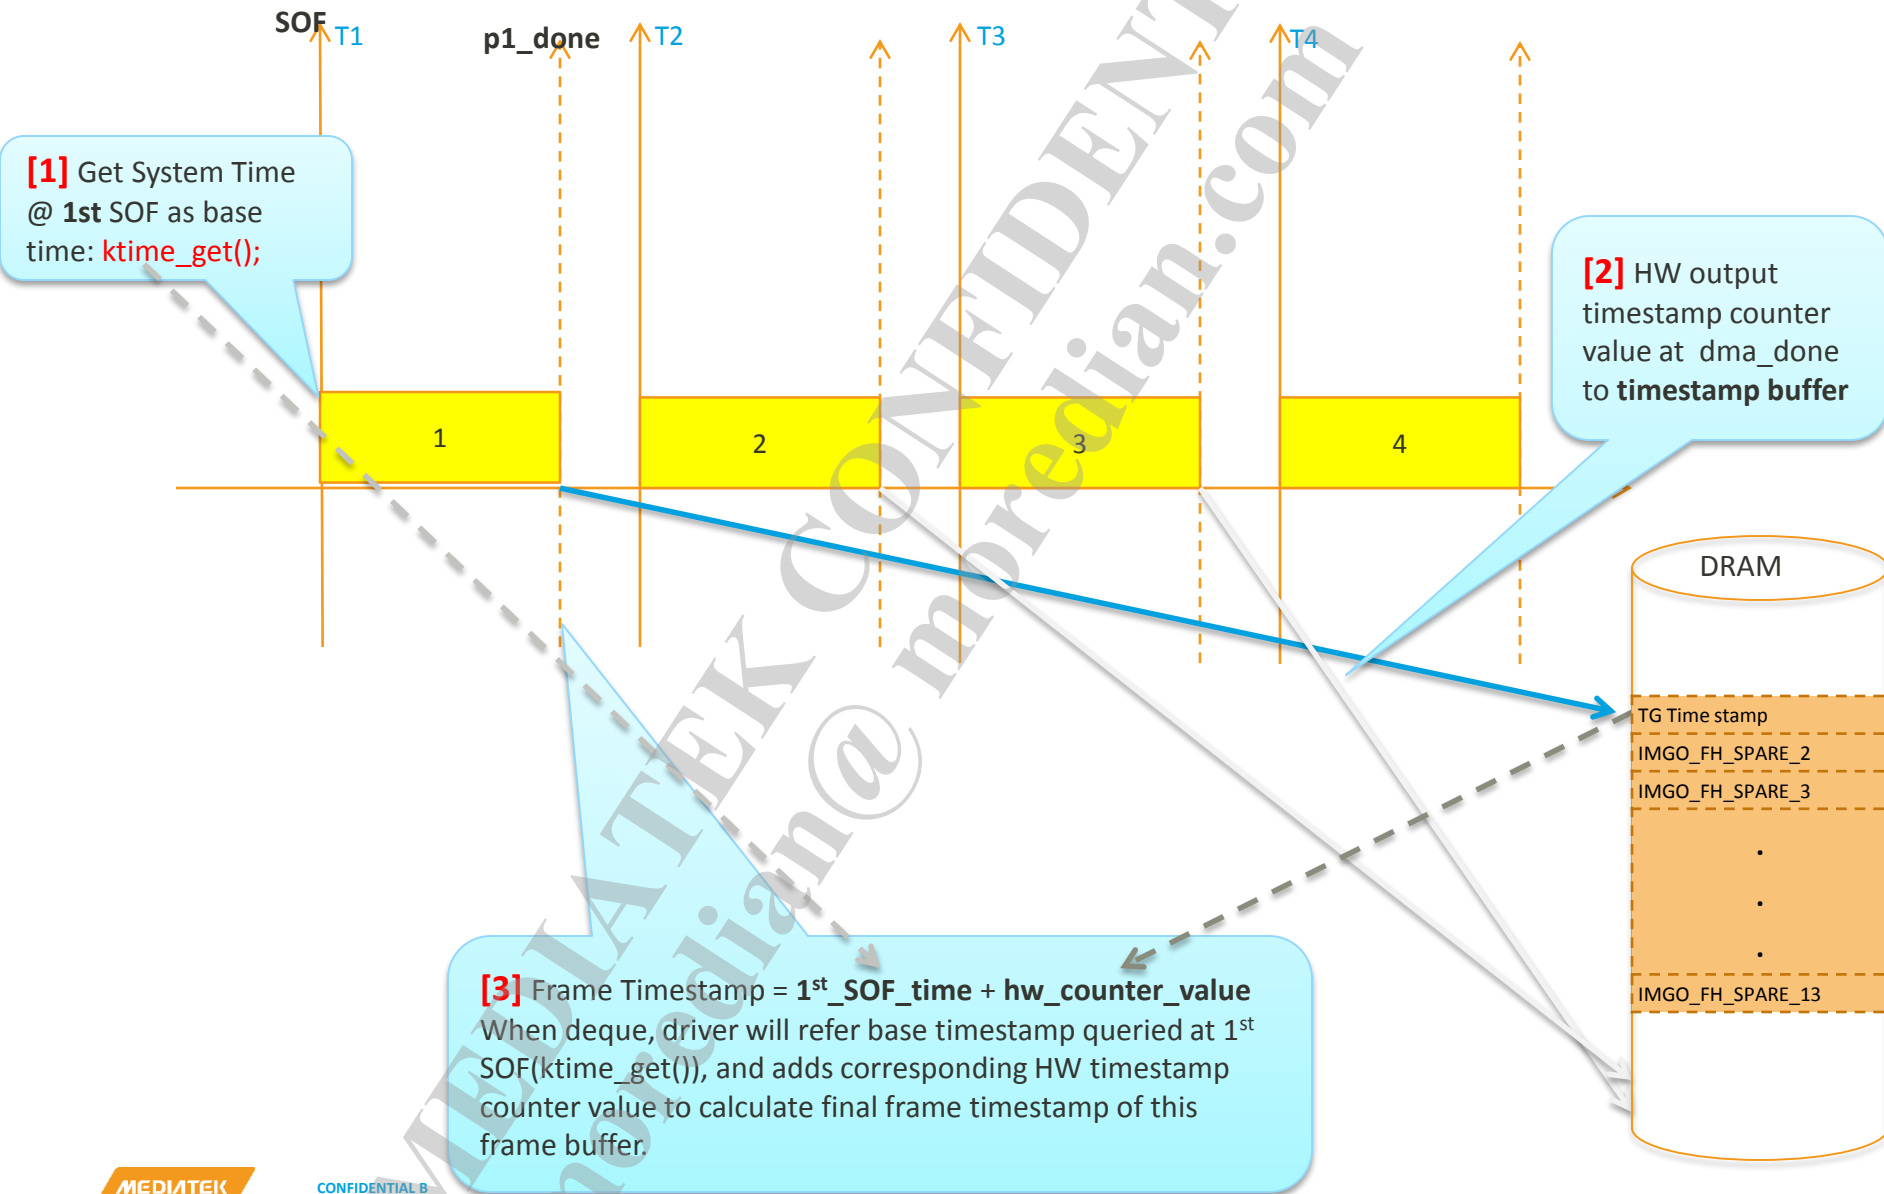 SOF
T1
p1_done
T2
T3
T4
[1] Get System Time
@ 1st SOF as base
time: ktime_get();
[2] HW output
timestamp counter
value at dma_done
to timestamp buffer
1
2
3
4
DRAM
TG Time stamp
IMGO_FH_SPARE_2
IMGO_FH_SPARE_3
.
.
.
IMGO_FH_SPARE_13
[3] Frame Timestamp = 1st_SOF_time + hw_counter_value
When deque, driver will refer base timestamp queried at 1st
SOF(ktime_get()), and adds corresponding HW timestamp
counter value to calculate final frame timestamp of this
frame buffer.
MEDIATEK CONFIDENT
moredian@ moredian.com
MEDIATEK
CONFIDENTIAL B